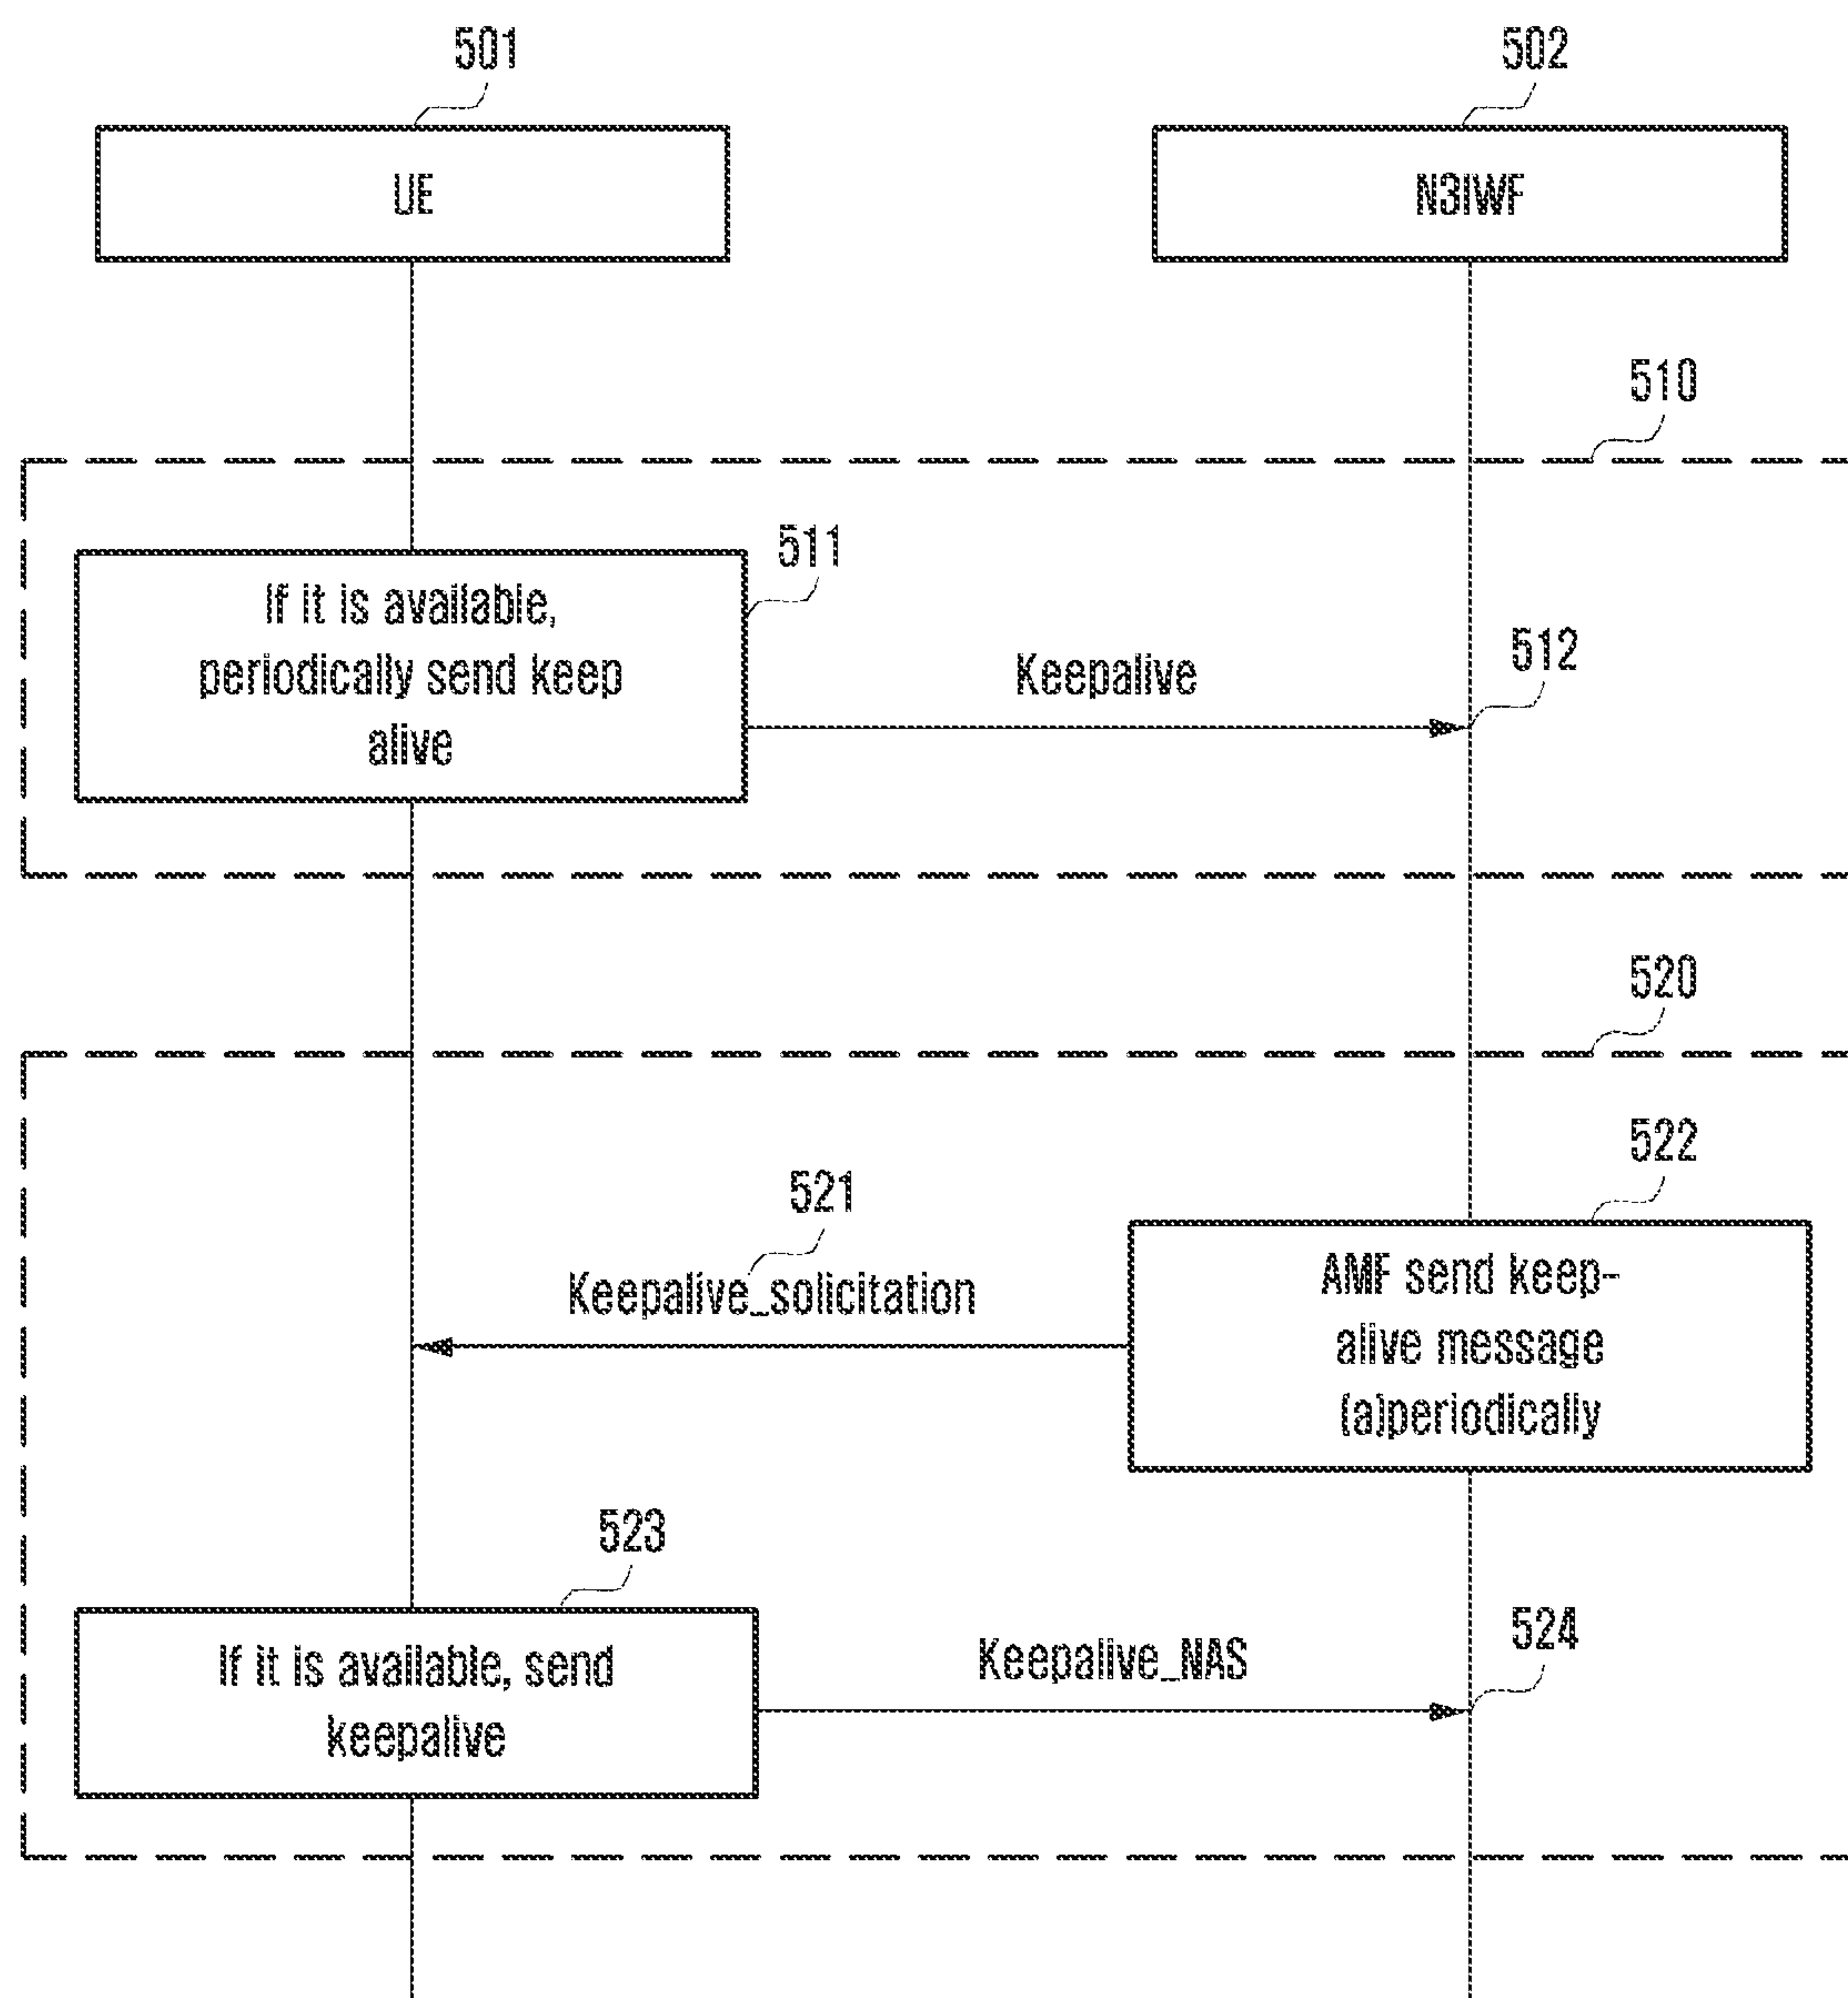 501
502
UE
N3IWF
510
511
If it is available,
periodically send keep
alive
Keepalive
512
520
522
521
Keepalive_solicitation
AMF send keep-
alive message
(a)periodically
523
If it is available, send
keepalive
Keepalive_NAS
524